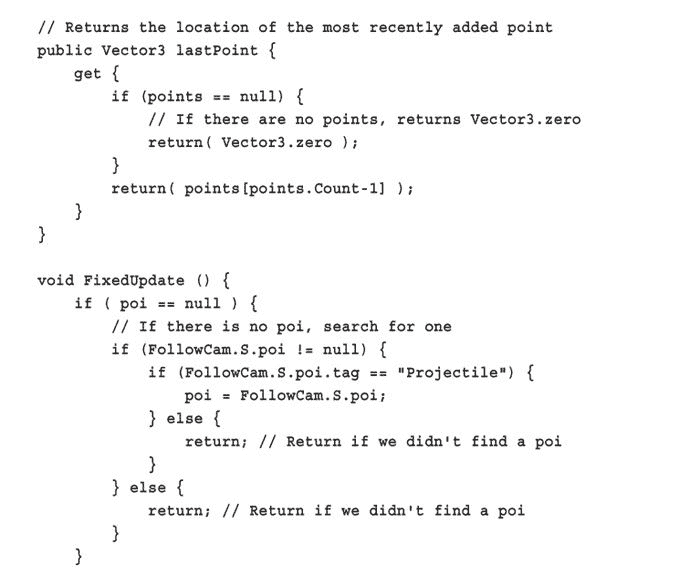 // Returns the location of the most recently added point
public Vector3 lastPoint {
    get {
        if (points == null) {
            // If there are no points, returns Vector3.zero
            return( Vector3.zero );
        }
        return( points[points.Count-1] );
    }
}

void FixedUpdate () {
    if ( poi == null ) {
        // If there is no poi, search for one
        if (FollowCam.S.poi != null) {
            if (FollowCam.S.poi.tag == "Projectile") {
                poi = FollowCam.S.poi;
            } else {
                return; // Return if we didn't find a poi
            }
        } else {
            return; // Return if we didn't find a poi
        }
    }